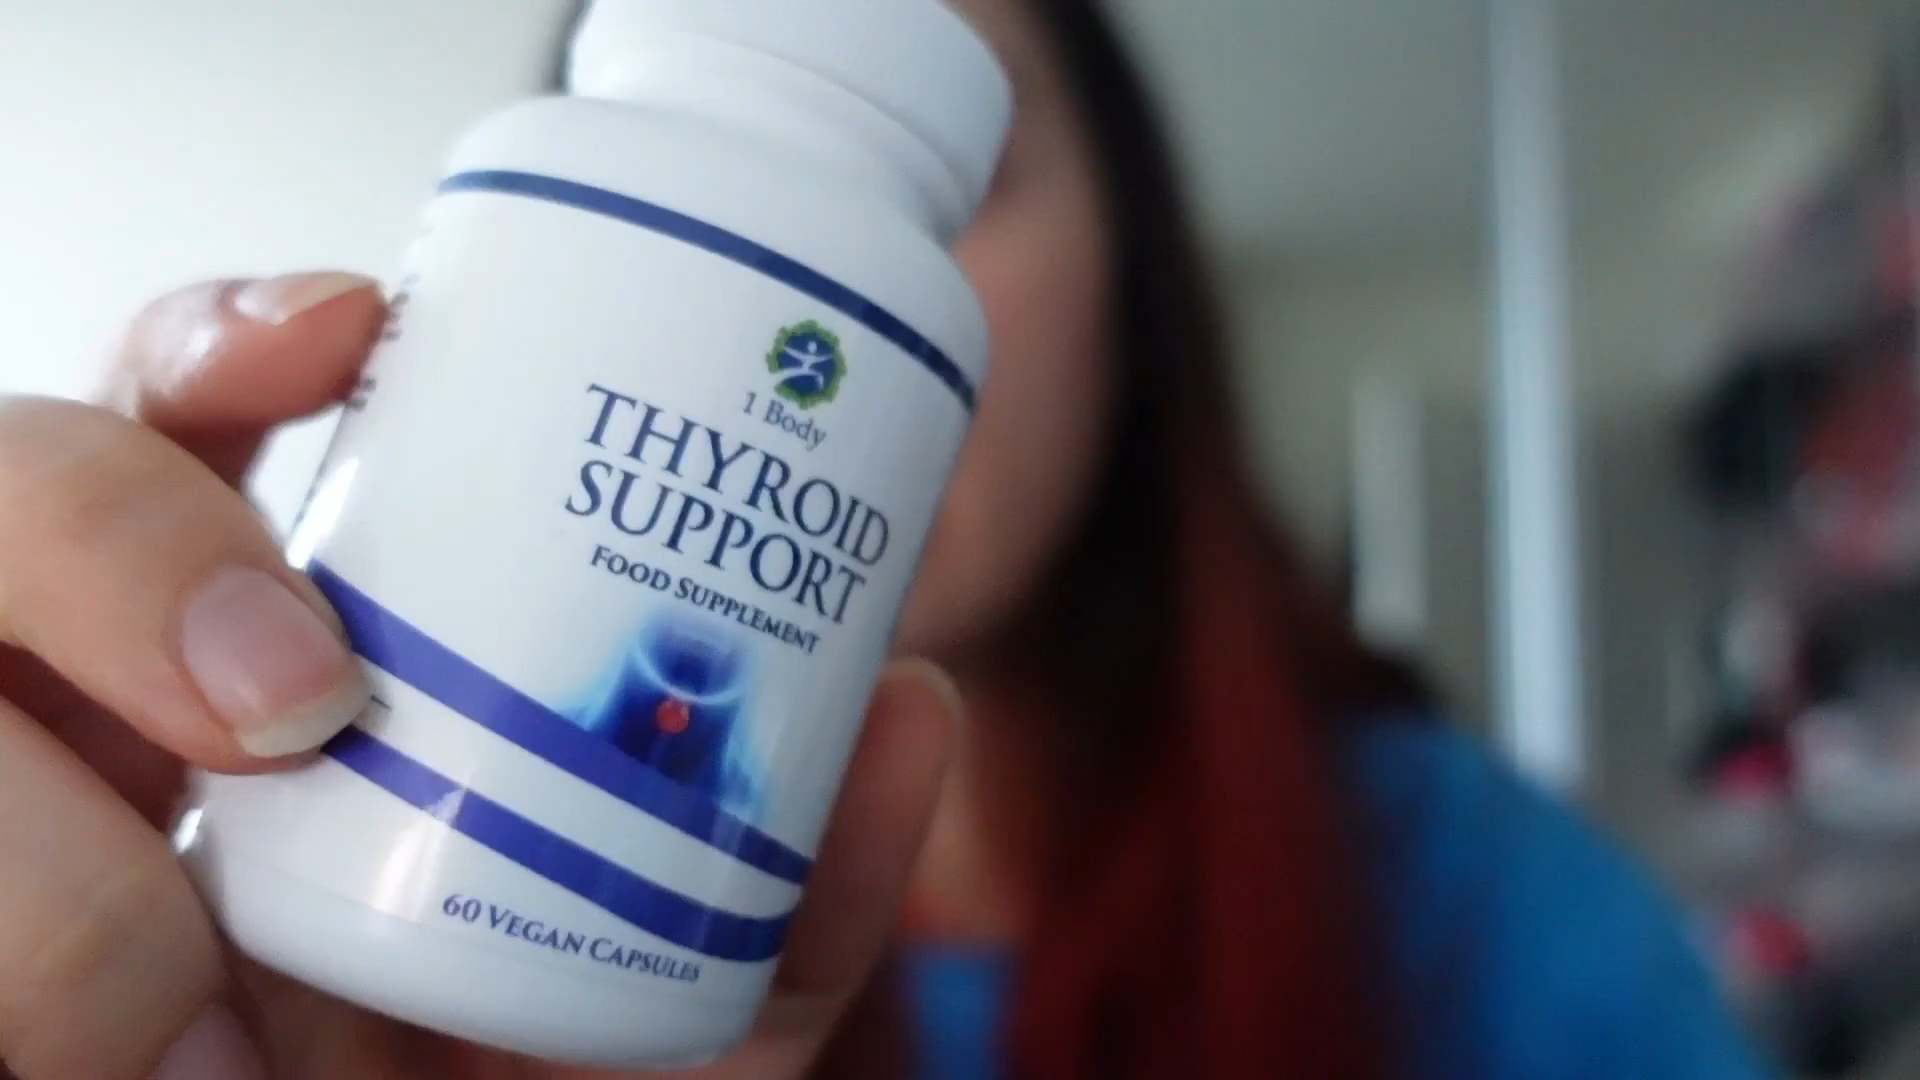 1 Body
THYROID
SUPPORT
FOOD SUPPLEMENT
60 VEGAN CAPSULES